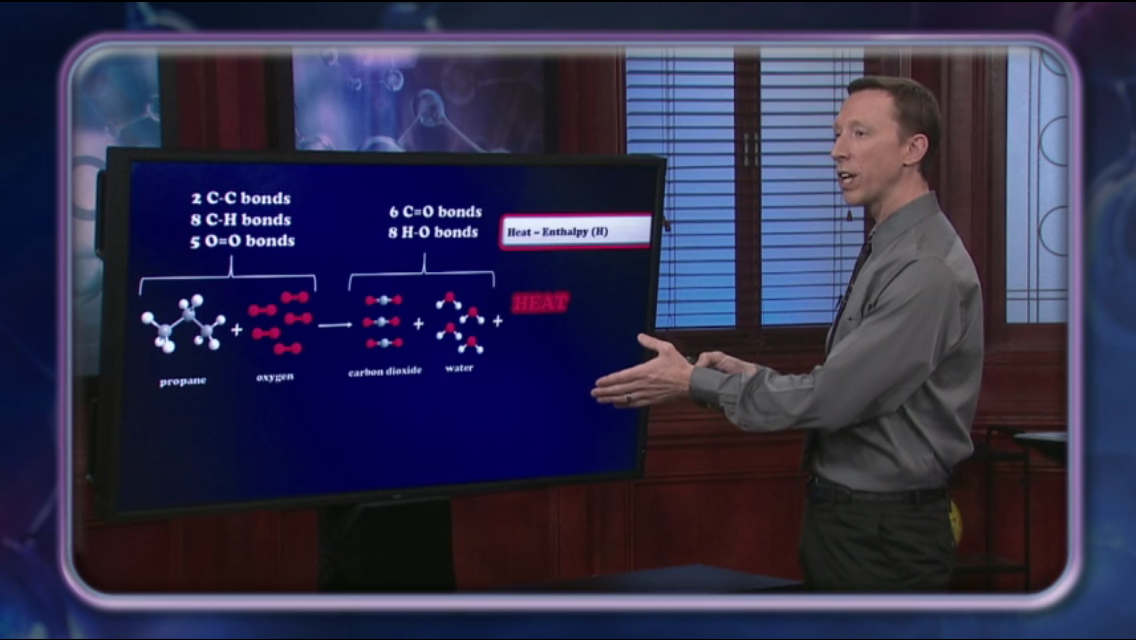 2 C-C bonds
8 C-H bonds
5 O=O bonds
6 C=O bonds
8 H-O bonds
Heat = Enthalpy (H)
HEAT
+
+
+
propane
oxygen
carbon dioxide
water